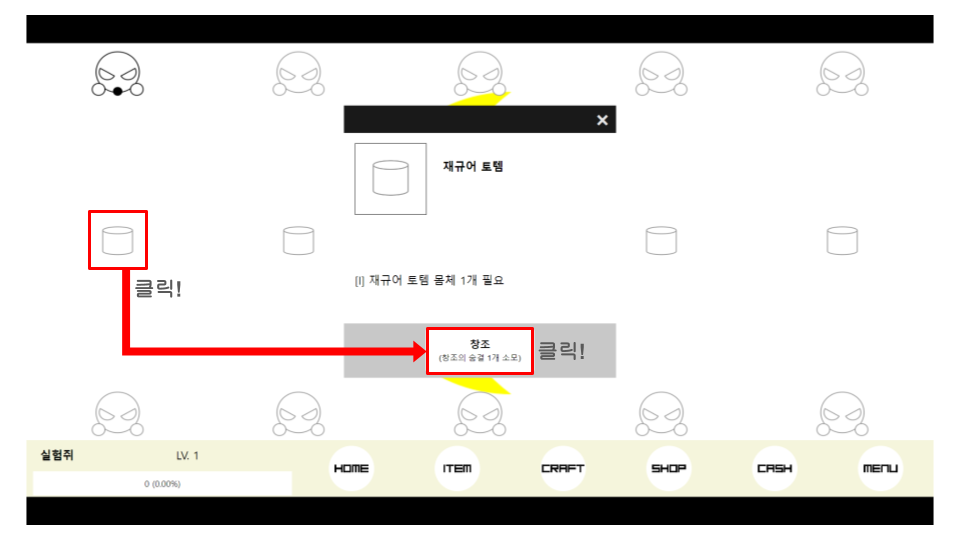 ×
재규어 토템
클릭!
[I] 재규어 토템 몸체 1개 필요
창조
(창조의 숨결 1개 소모)
클릭!
실험쥐 LV. 1
0 (0.00%)
HOME ITEM CRAFT SHOP CASH MENU